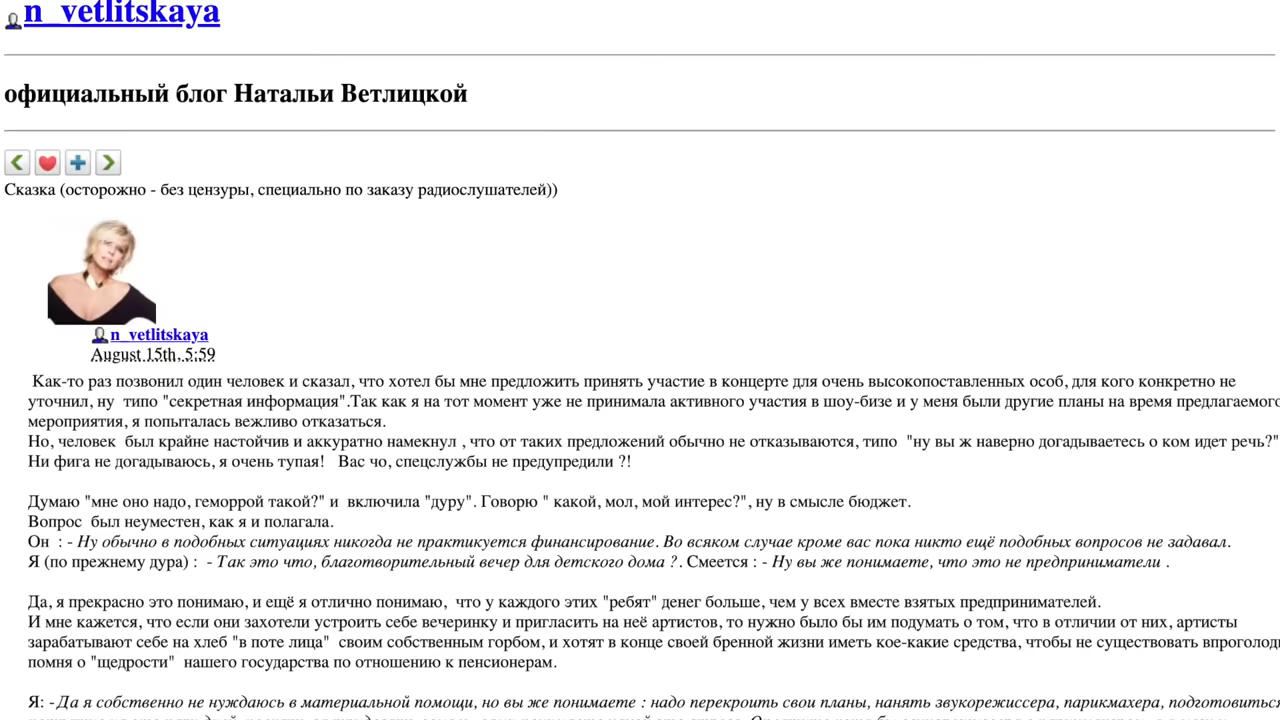 n_vetlitskaya
официальный блог Натальи Ветлицкой
Сказка (осторожно - без цензуры, специально по заказу радиослушателей))
n_vetlitskaya
August 15th, 5:59
Как-то раз позвонил один человек и сказал, что хотел бы мне предложить принять участие в концерте для очень высокопоставленных особ, для кого конкретно не
уточнил, ну типо "секретная информация".Так как я на тот момент уже не принимала активного участия в шоу-бизе и у меня были другие планы на время предлагаемого
мероприятия, я попыталась вежливо отказаться.
Но, человек был крайне настойчив и аккуратно намекнул , что от таких предложений обычно не отказываются, типо "ну вы ж наверно догадываетесь о ком идет речь?"
Ни фига не догадываюсь, я очень тупая! Вас чо, спецслужбы не предупредили ?!
Думаю "мне оно надо, геморрой такой?" и включила "дуру". Говорю " какой, мол, мой интерес?", ну в смысле бюджет.
Вопрос был неуместен, как я и полагала.
Он : - Ну обычно в подобных ситуациях никогда не практикуется финансирование. Во всяком случае кроме вас пока никто ещё подобных вопросов не задавал.
Я (по прежнему дура) : - Так это что, благотворительный вечер для детского дома ?. Смеется : - Ну вы же понимаете, что это не предприниматели .
Да, я прекрасно это понимаю, и ещё я отлично понимаю, что у каждого этих "ребят" денег больше, чем у всех вместе взятых предпринимателей.
И мне кажется, что если они захотели устроить себе вечеринку и пригласить на неё артистов, то нужно было бы им подумать о том, что в отличии от них, артисты
зарабатывают себе на хлеб "в поте лица" своим собственным горбом, и хотят в конце своей бренной жизни иметь кое-какие средства, чтобы не существовать впроголодь
помня о "щедрости" нашего государства по отношению к пенсионерам.
Я: - Да я собственно не нуждаюсь в материальной помощи, но вы же понимаете : надо перекроить свои планы, нанять звукорежиссера, парикмахера, подготовиться